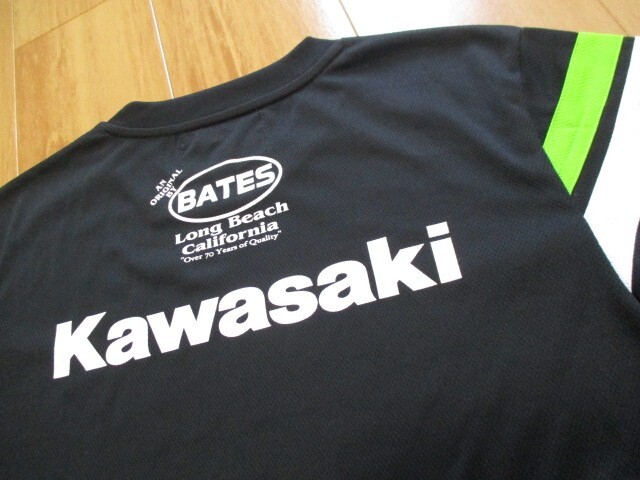 AN
ORIGINAL
BY
BATES
Long Beach
California
"Over 70 Years of Quality"
Kawasaki